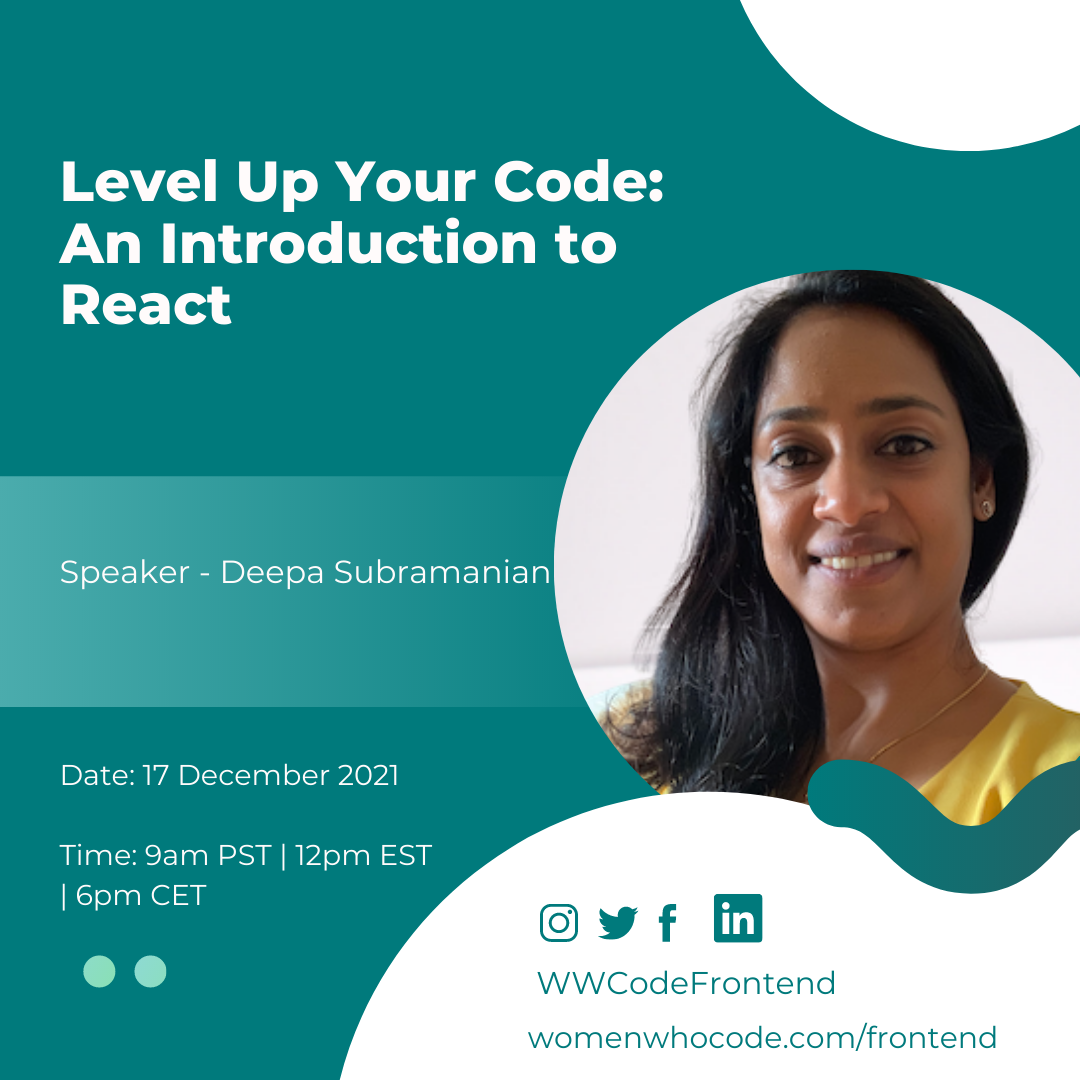 Level Up Your Code:
An Introduction to
React
Speaker - Deepa Subramanian
Date: 17 December 2021
Time: 9am PST | 12pm EST
| 6pm CET
in
WWCodeFrontend
womenwhocode.com/frontend